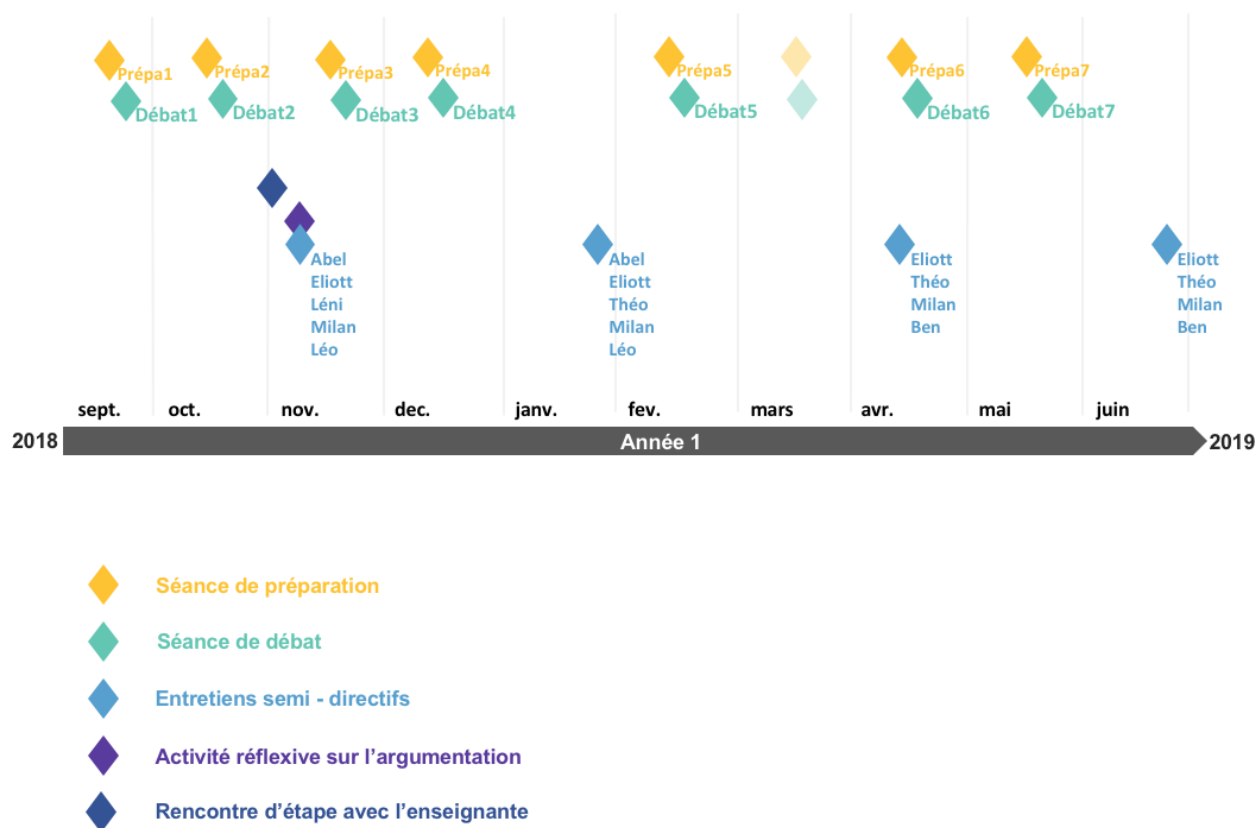 Prépa1
Prépa2
Prépa3
Prépa4
Prépa5
Prépa6
Prépa7
Débat1
Débat2
Débat3
Débat4
Débat5
Débat6
Débat7
Abel
Eliott
Léni
Milan
Léo
Abel
Eliott
Théo
Milan
Léo
Eliott
Théo
Milan
Ben
Eliott
Théo
Milan
Ben
sept. oct. nov. dec. janv. fev. mars avr. mai juin
2018 Année 1 2019
Séance de préparation
Séance de débat
Entretiens semi - directifs
Activité réflexive sur l’argumentation
Rencontre d’étape avec l’enseignante